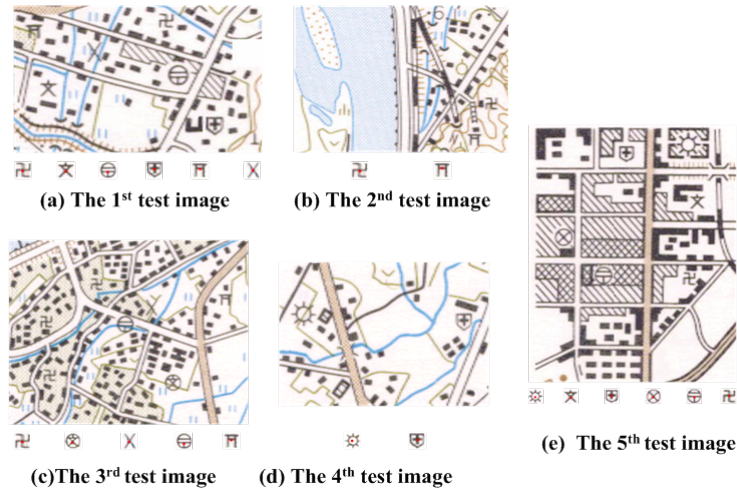 (a) The 1st test image
(b) The 2nd test image
(c)The 3rd test image
(d) The 4th test image
(e) The 5th test image